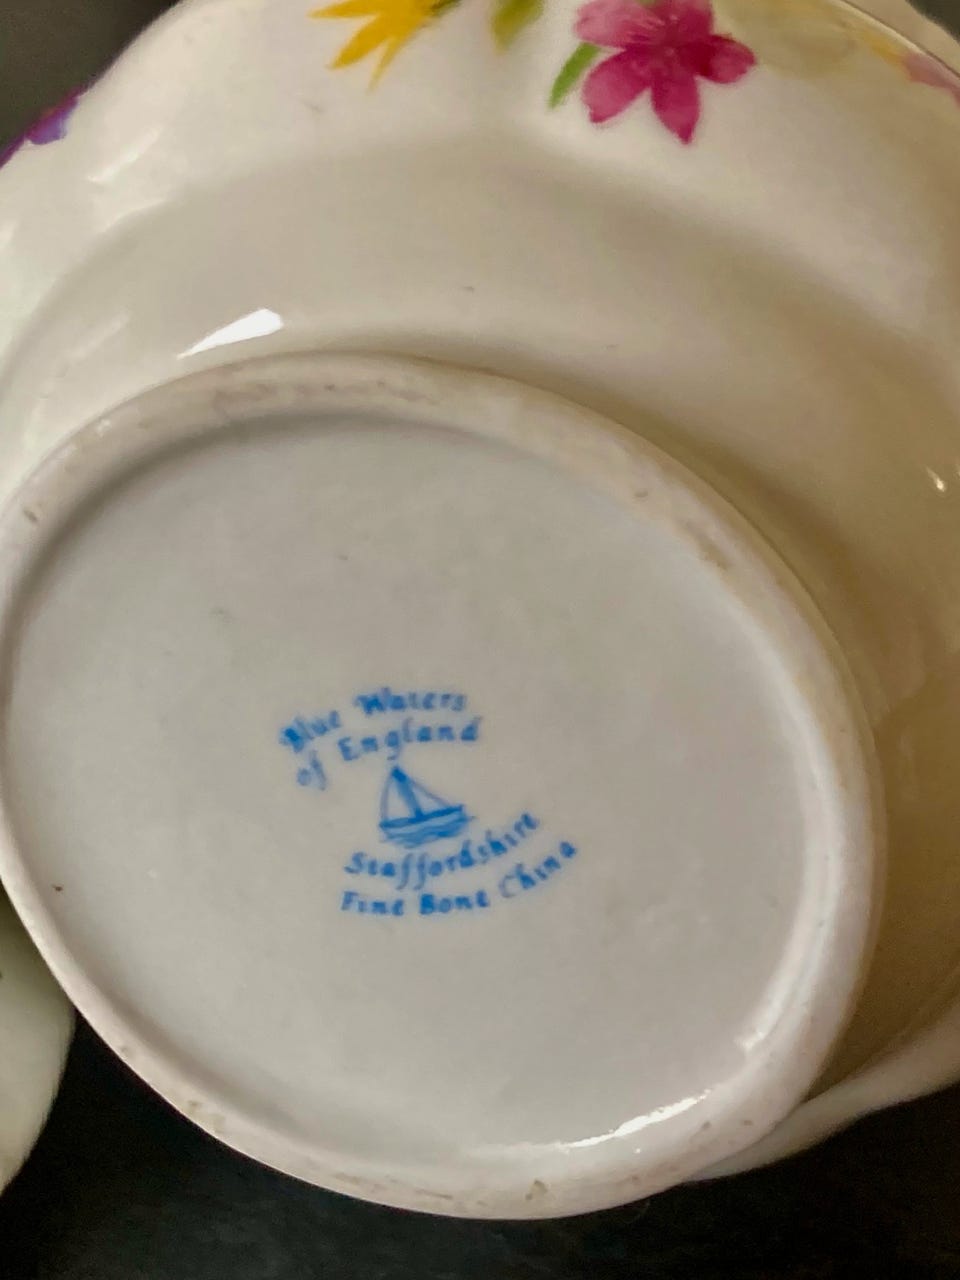 Blue Waters
of England
Staffordshire
Fine Bone China